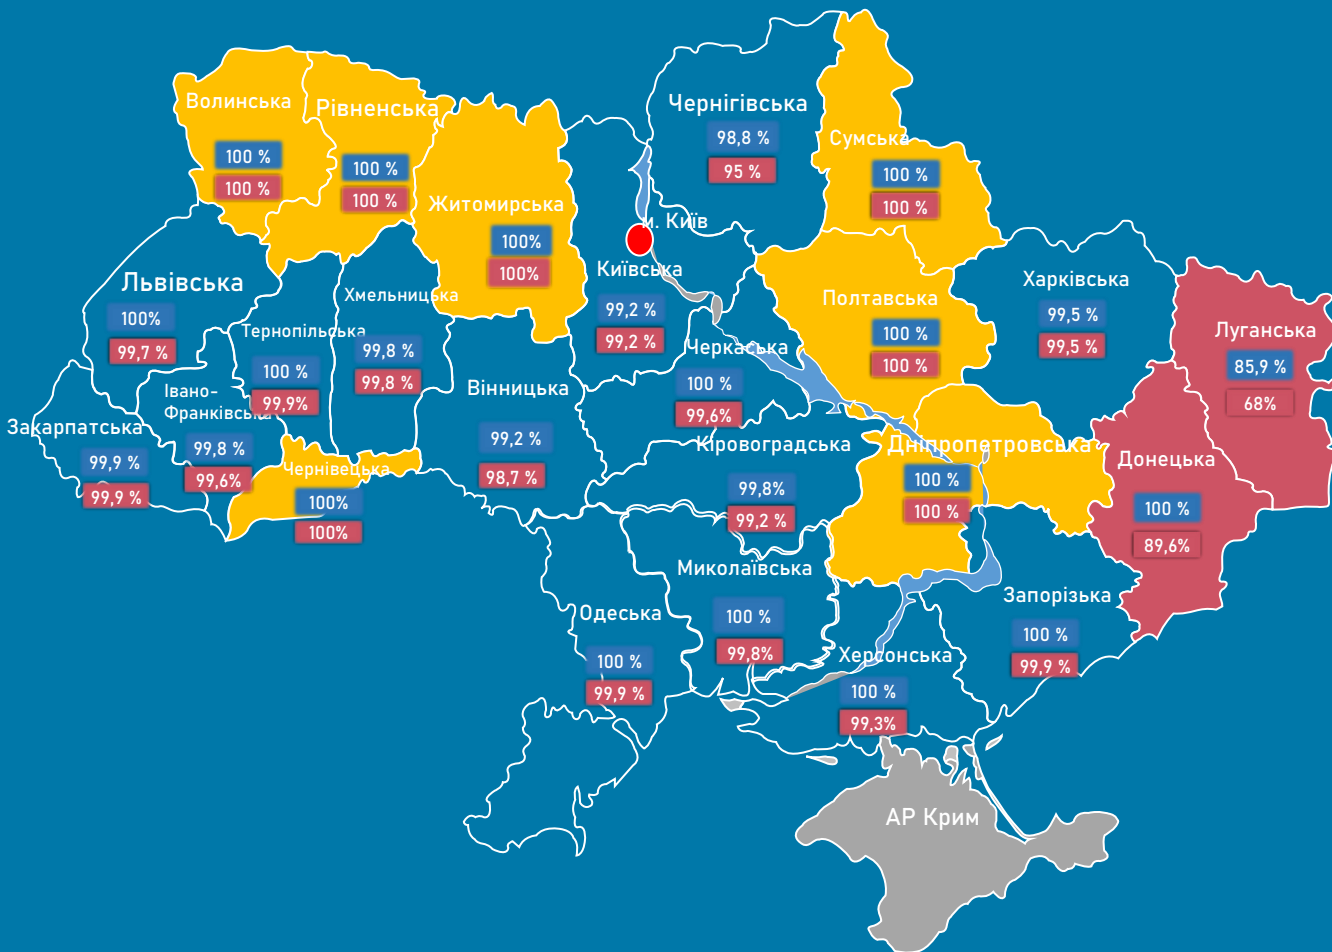 Волинська
100 %
100 %
Рівненська
100 %
100 %
Житомирська
100%
100%
Чернігівська
98,8 %
95 %
Сумська
100 %
100 %
м. Київ
Київська
99,2 %
99,2 %
Львівська
100%
99,7 %
Тернопільська
100 %
99,9%
Хмельницька
99,8 %
99,8 %
Вінницька
99,2 %
98,7 %
Черкаська
100 %
99,6%
Полтавська
100 %
100 %
Харківська
99,5 %
99,5 %
Луганська
85,9 %
68%
Закарпатська
99,9 %
99,9 %
Івано-
Франківська
99,8 %
99,6%
Чернівецька
100%
100%
Кіровоградська
99,8%
99,2 %
Дніпропетровська
100 %
100 %
Донецька
100 %
89,6%
Миколаївська
100 %
99,8%
Одеська
100 %
99,9 %
Запорізька
100 %
99,9 %
Херсонська
100 %
99,3%
АР Крим